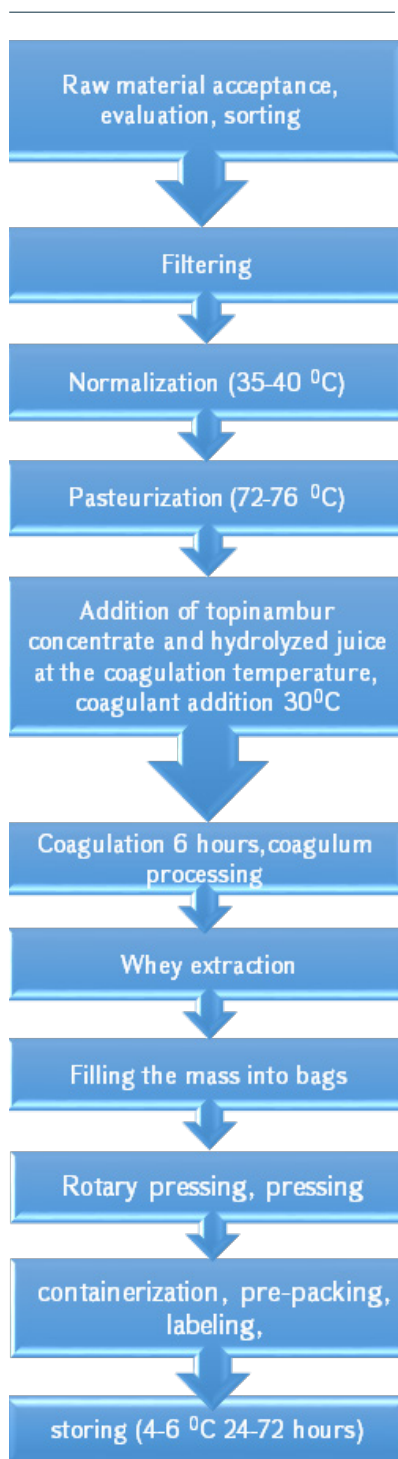 Raw material acceptance,
evaluation, sorting
Filtering
Normalization (35-40 ⁰C)
Pasteurization (72-76 ⁰C)
Addition of topinambur
concentrate and hydrolyzed juice
at the coagulation temperature,
coagulant addition 30⁰C
Coagulation 6 hours,coagulum
processing
Whey extraction
Filling the mass into bags
Rotary pressing, pressing
containerization, pre-packing,
labeling,
storing (4-6 ⁰C 24-72 hours)